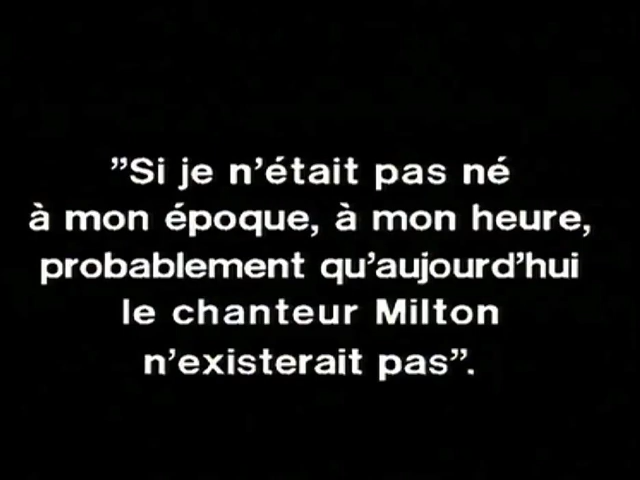 ”Si je n’était pas né
à mon époque, à mon heure,
probablement qu’aujourd’hui
le chanteur Milton
n’existerait pas”.